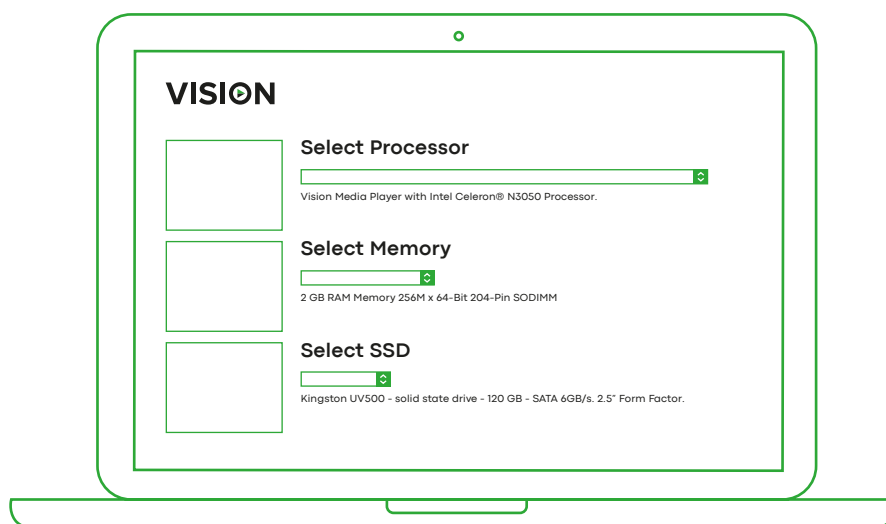 VISION
Select Processor
Vision Media Player with Intel Celeron® N3050 Processor.
Select Memory
2 GB RAM Memory 256M x 64-Bit 204-Pin SODIMM
Select SSD
Kingston UV500 - solid state drive - 120 GB - SATA 6GB/s. 2.5” Form Factor.